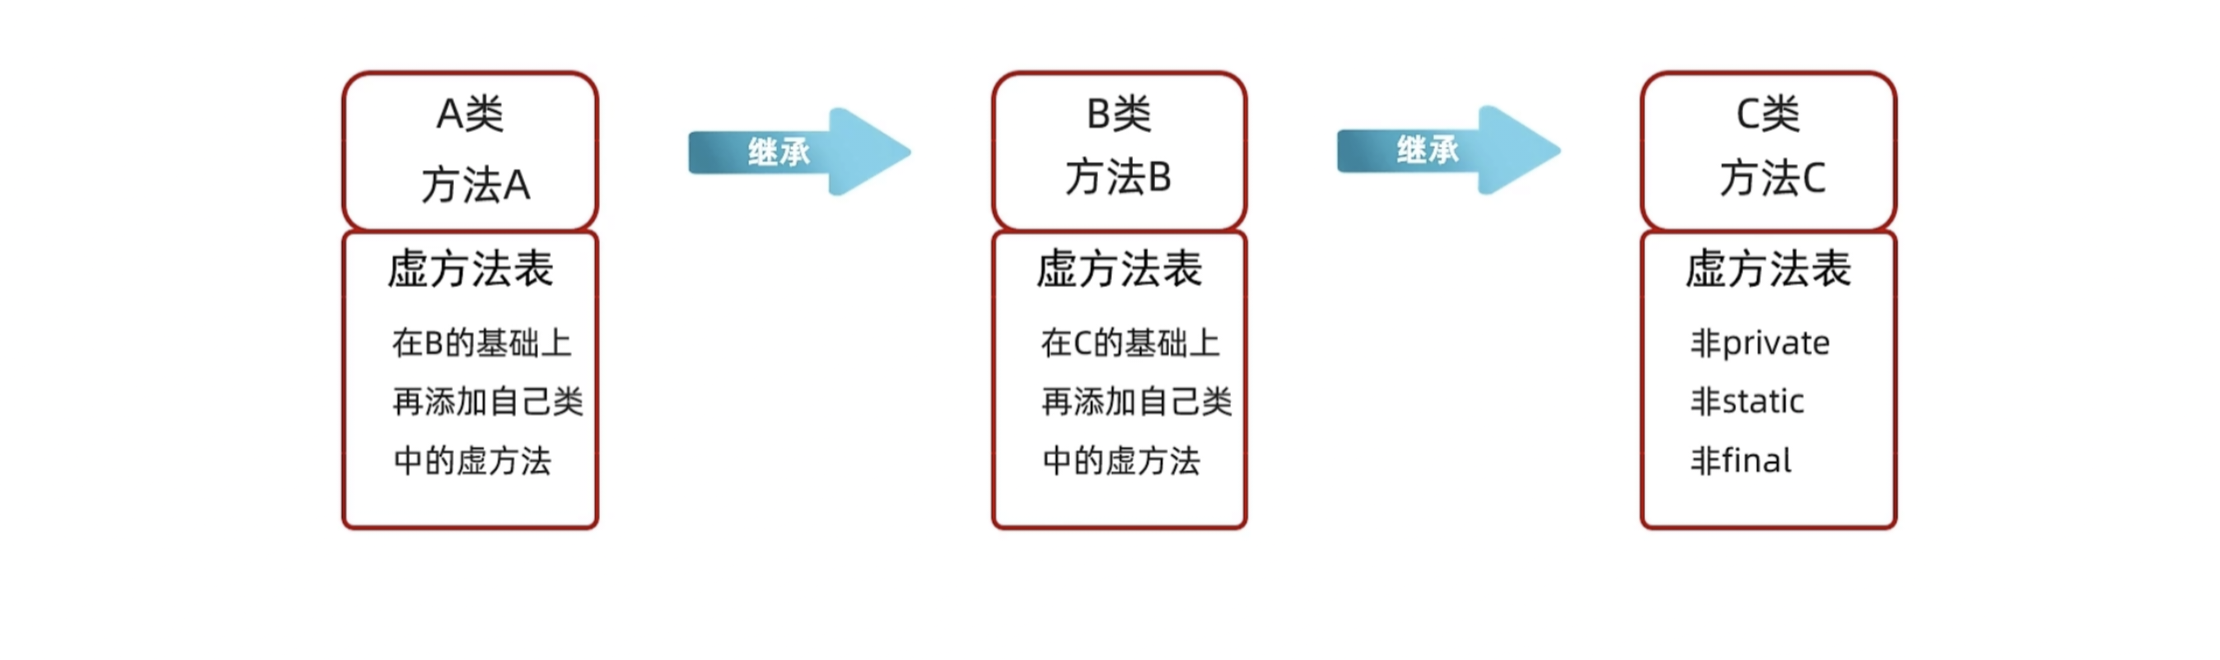 A类
方法A
虚方法表
在B的基础上
再添加自己类
中的虚方法
继承
B类
方法B
虚方法表
在C的基础上
再添加自己类
中的虚方法
继承
C类
方法C
虚方法表
非private
非static
非final